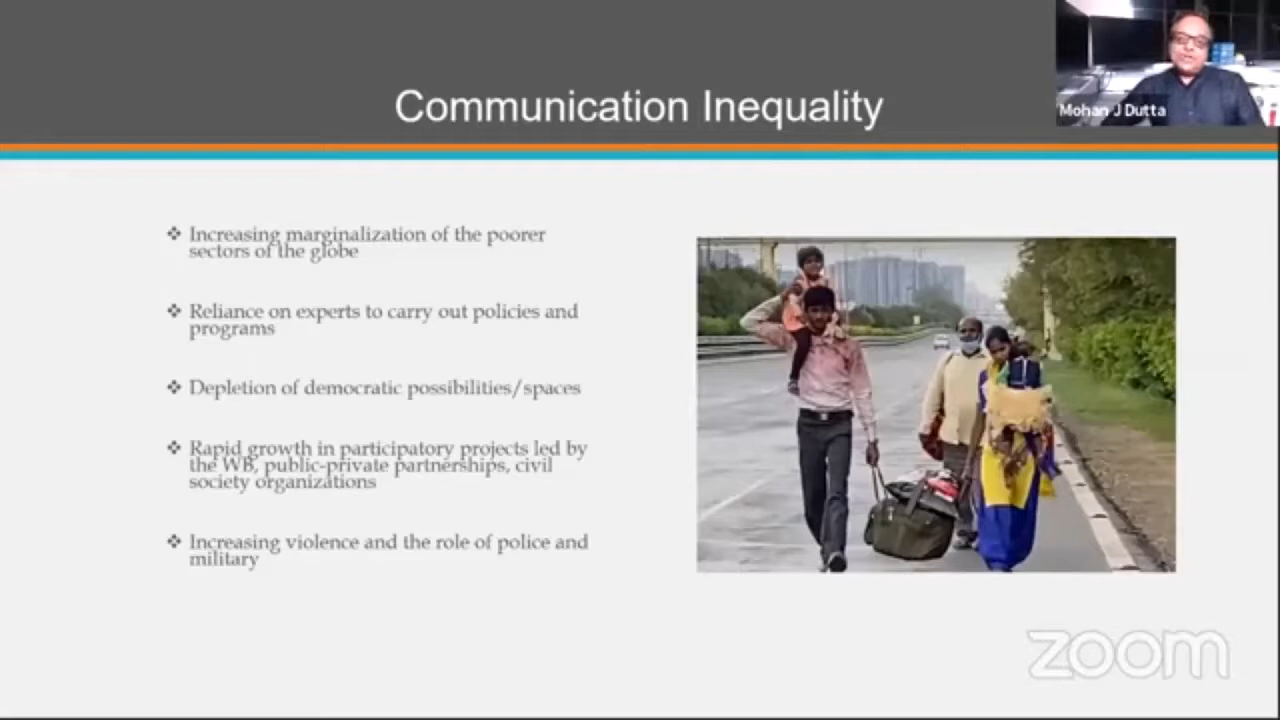 Communication Inequality
Mohan J Dutta
❖ Increasing marginalization of the poorer
sectors of the globe
❖ Reliance on experts to carry out policies and
programs
❖ Depletion of democratic possibilities/spaces
❖ Rapid growth in participatory projects led by
the WB, public-private partnerships, civil
society organizations
❖ Increasing violence and the role of police and
military
zoom